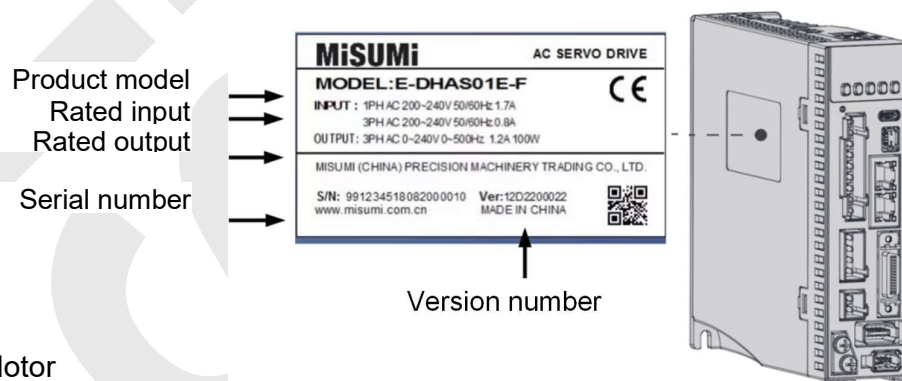 Product model
Rated input
Rated output
Serial number
MiSUMi
AC SERVO DRIVE
MODEL:E-DHAS01E-F
INPUT : 1PH AC 200~240V 50/60Hz 1.7A
3PH AC 200~240V 50/60Hz 0.8A
OUTPUT: 3PH AC 0~240V 0~500Hz 1.2A 100W
CE
MISUMI (CHINA) PRECISION MACHINERY TRADING CO., LTD.
S/N: 991234518082000010 Ver:12D2200022
www.misumi.com.cn MADE IN CHINA
Version number